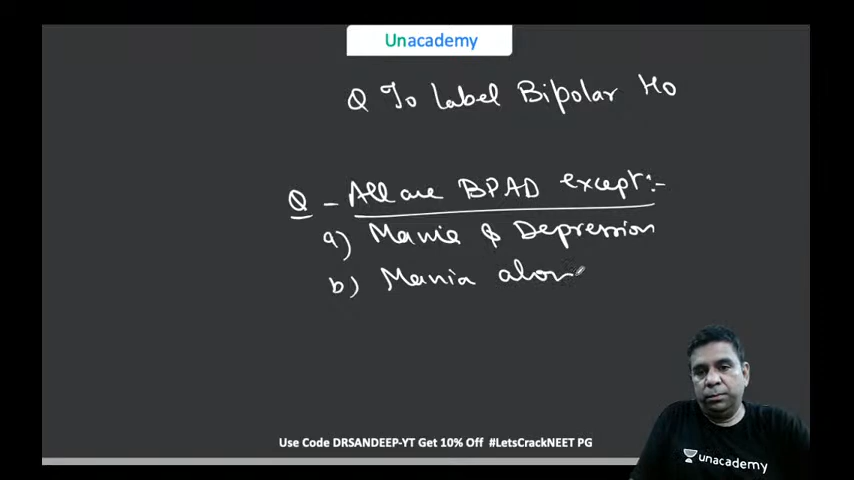 Unacademy
Q To Label Bipolar Ho
Q - All are BPAD except:-
a) Mania & Depression
b) Mania alon
Use Code DRSANDEEP-YT Get 10% Off #LetsCrackNEET PG
unacademy